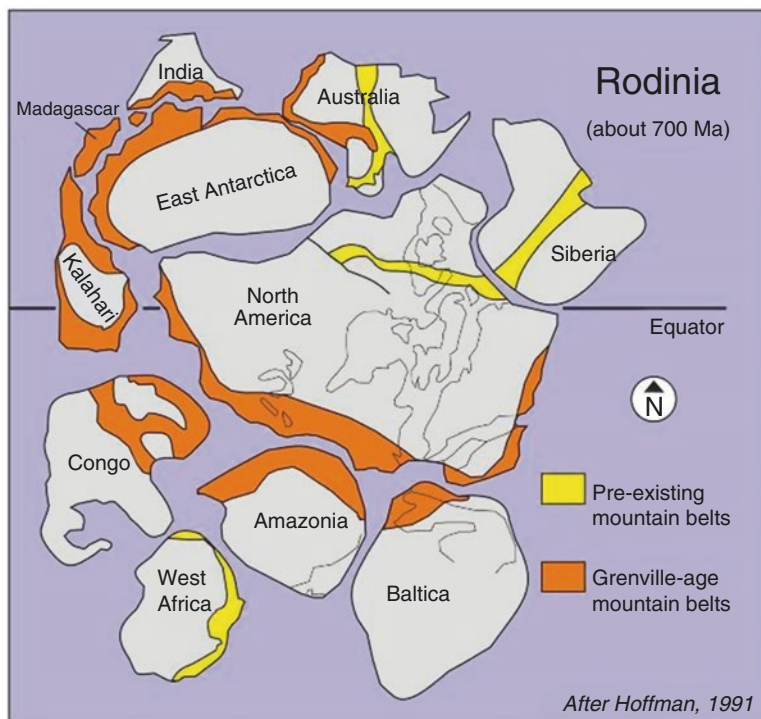 Rodinia
(about 700 Ma)
India
Madagascar
Australia
East Antarctica
Siberia
Kalahari
North
America
Equator
N
Congo
Amazonia
West
Africa
Baltica
Pre-existing
mountain belts
Grenville-age
mountain belts
After Hoffman, 1991